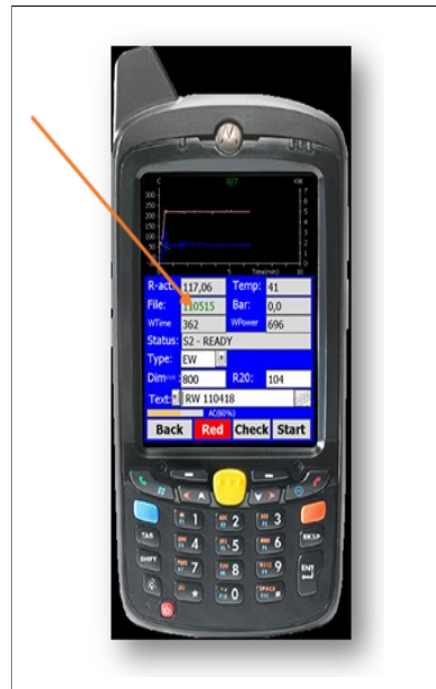 C 0/7 KW
300
250
200
150
100
50
7
6
5
4
3
2
1
0
5 Time(min) 10
R-act: 117,06 Temp: 41
File: 110515 Bar: 0,0
WTime 362 WPower 696
Status: S2 - READY
Type: EW
Dim 800 R20: 104
Text: RW 110418
AC(60%)
Back Red Check Start
1 2 3
TAB 4 5 6 BKSP
SHIFT 7 8 9 ENT
* 0